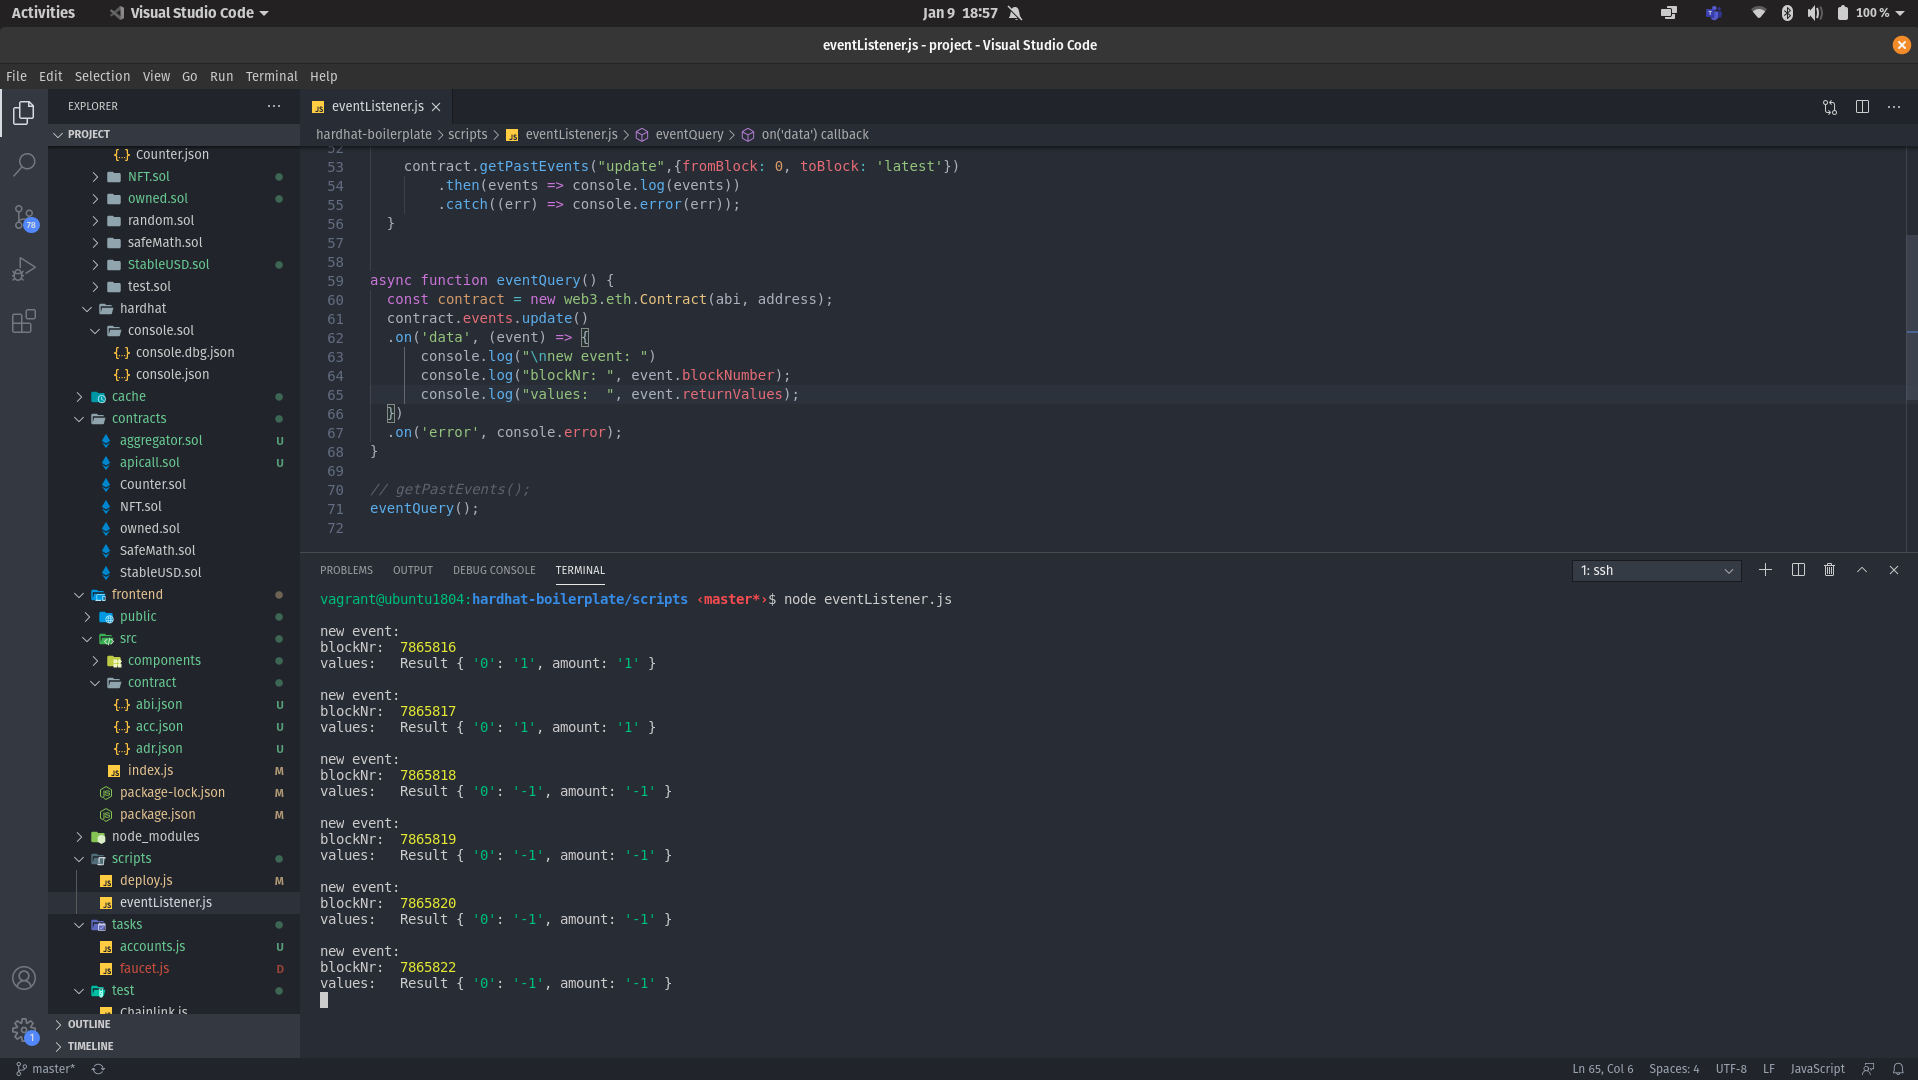 Activities
Visual Studio Code
Jan 9 18:57
100 %
eventListener.js - project - Visual Studio Code
File Edit Selection View Go Run Terminal Help
EXPLORER
PROJECT
Counter.json
NFT.sol
owned.sol
random.sol
safeMath.sol
StableUSD.sol
test.sol
hardhat
console.sol
console.dbg.json
console.json
cache
contracts
aggregator.sol U
apicall.sol U
Counter.sol
NFT.sol
owned.sol
SafeMath.sol
StableUSD.sol
frontend
public
src
components
contract
abi.json U
acc.json U
adr.json U
index.js M
package-lock.json M
package.json M
node_modules
scripts
deploy.js M
eventListener.js
tasks
accounts.js U
faucet.js D
test
Chainlink.js
OUTLINE
TIMELINE
78
1
eventListener.js
hardhat-boilerplate > scripts > eventListener.js > eventQuery > on('data') callback
52
53 contract.getPastEvents("update",{fromBlock: 0, toBlock: 'latest'})
54 .then(events => console.log(events))
55 .catch((err) => console.error(err));
56 }
57
58
59 async function eventQuery() {
60 const contract = new web3.eth.Contract(abi, address);
61 contract.events.update()
62 .on('data', (event) => {
63 console.log("\nnew event: ")
64 console.log("blockNr: ", event.blockNumber);
65 console.log("values:  ", event.returnValues);
66 })
67 .on('error', console.error);
68 }
69
70 // getPastEvents();
71 eventQuery();
72
PROBLEMS OUTPUT DEBUG CONSOLE TERMINAL
1: ssh
vagrant@ubuntu1804:hardhat-boilerplate/scripts ‹master*›$ node eventListener.js
new event:
blockNr:  7865816
values:   Result { '0': '1', amount: '1' }
new event:
blockNr:  7865817
values:   Result { '0': '1', amount: '1' }
new event:
blockNr:  7865818
values:   Result { '0': '-1', amount: '-1' }
new event:
blockNr:  7865819
values:   Result { '0': '-1', amount: '-1' }
new event:
blockNr:  7865820
values:   Result { '0': '-1', amount: '-1' }
new event:
blockNr:  7865822
values:   Result { '0': '-1', amount: '-1' }
master*
Ln 65, Col 6 Spaces: 4 UTF-8 LF JavaScript